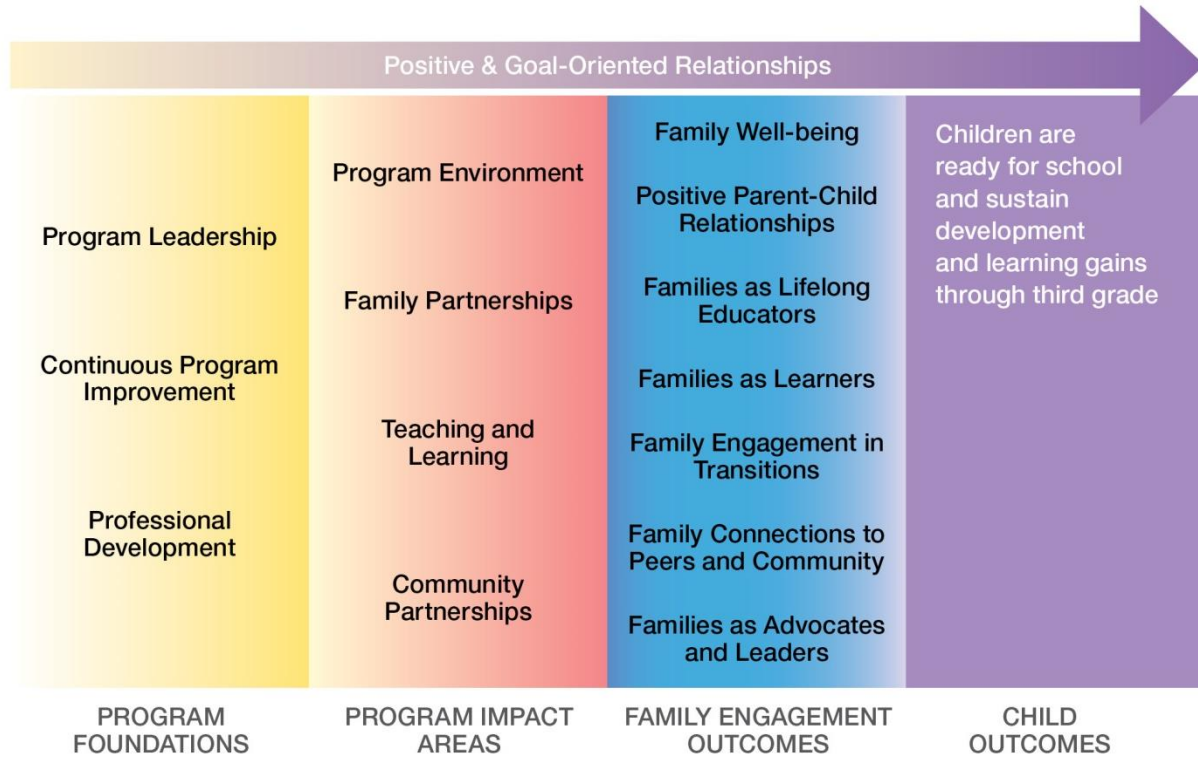 Positive & Goal-Oriented Relationships
Program Leadership
Continuous Program
Improvement
Professional
Development
PROGRAM
FOUNDATIONS
Program Environment
Family Partnerships
Teaching and
Learning
Community
Partnerships
PROGRAM IMPACT
AREAS
Family Well-being
Positive Parent-Child
Relationships
Families as Lifelong
Educators
Families as Learners
Family Engagement in
Transitions
Family Connections to
Peers and Community
Families as Advocates
and Leaders
FAMILY ENGAGEMENT
OUTCOMES
Children are
ready for school
and sustain
development
and learning gains
through third grade
CHILD
OUTCOMES